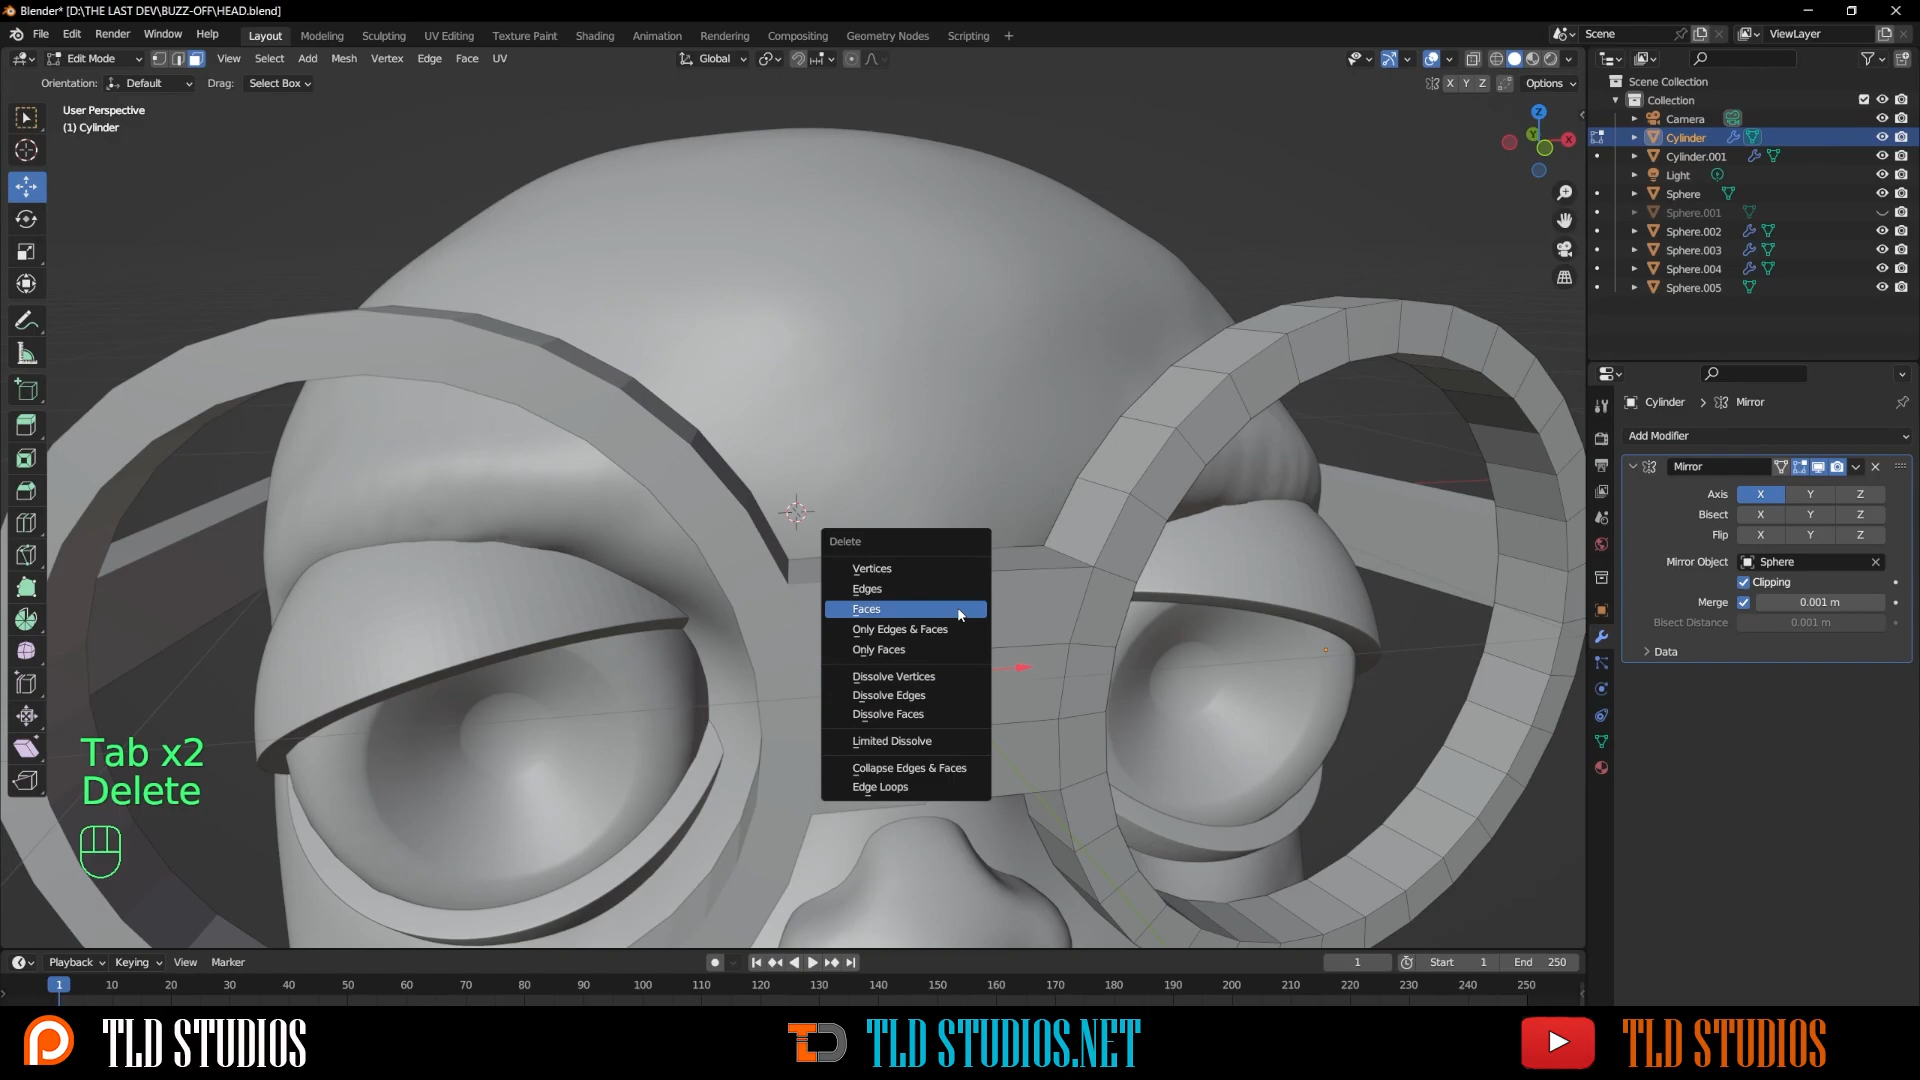 Blender* [D:\THE LAST DEV\BUZZ-OFF\HEAD.blend]
File Edit Render Window Help Layout Modeling Sculpting UV Editing Texture Paint Shading Animation Rendering Compositing Geometry Nodes Scripting + Scene ViewLayer
Edit Mode View Select Add Mesh Vertex Edge Face UV Global
Orientation: Default Drag: Select Box X Y Z Options
User Perspective
(1) Cylinder
Z
Y
X
Scene Collection
Collection
Camera
Cylinder
Cylinder.001
Light
Sphere
Sphere.001
Sphere.002
Sphere.003
Sphere.004
Sphere.005
Cylinder > Mirror
Add Modifier
Mirror
Axis X Y Z
Bisect X Y Z
Flip X Y Z
Mirror Object Sphere
Clipping
Merge 0.001 m
Bisect Distance 0.001 m
Data
Delete
Vertices
Edges
Faces
Only Edges & Faces
Only Faces
Dissolve Vertices
Dissolve Edges
Dissolve Faces
Limited Dissolve
Collapse Edges & Faces
Edge Loops
Tab x2
Delete
Playback Keying View Marker 1 Start 1 End 250
1 10 20 30 40 50 60 70 80 90 100 110 120 130 140 150 160 170 180 190 200 210 220 230 240 250
TLD STUDIOS TLD STUDIOS.NET TLD STUDIOS